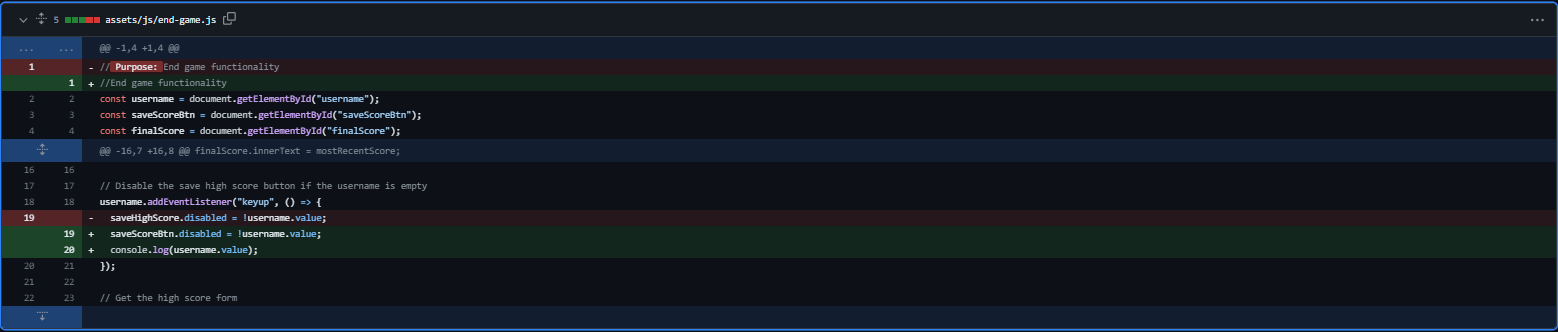 5 assets/js/end-game.js ...
... ... @@ -1,4 +1,4 @@
1 - // Purpose: End game functionality
1 + //End game functionality
2 2 const username = document.getElementById("username");
3 3 const saveScoreBtn = document.getElementById("saveScoreBtn");
4 4 const finalScore = document.getElementById("finalScore");
@@ -16,7 +16,8 @@ finalScore.innerText = mostRecentScore;
16 16
17 17 // Disable the save high score button if the username is empty
18 18 username.addEventListener("keyup", () => {
19 - saveHighScore.disabled = !username.value;
19 + saveScoreBtn.disabled = !username.value;
20 + console.log(username.value);
20 21 });
21 22
22 23 // Get the high score form